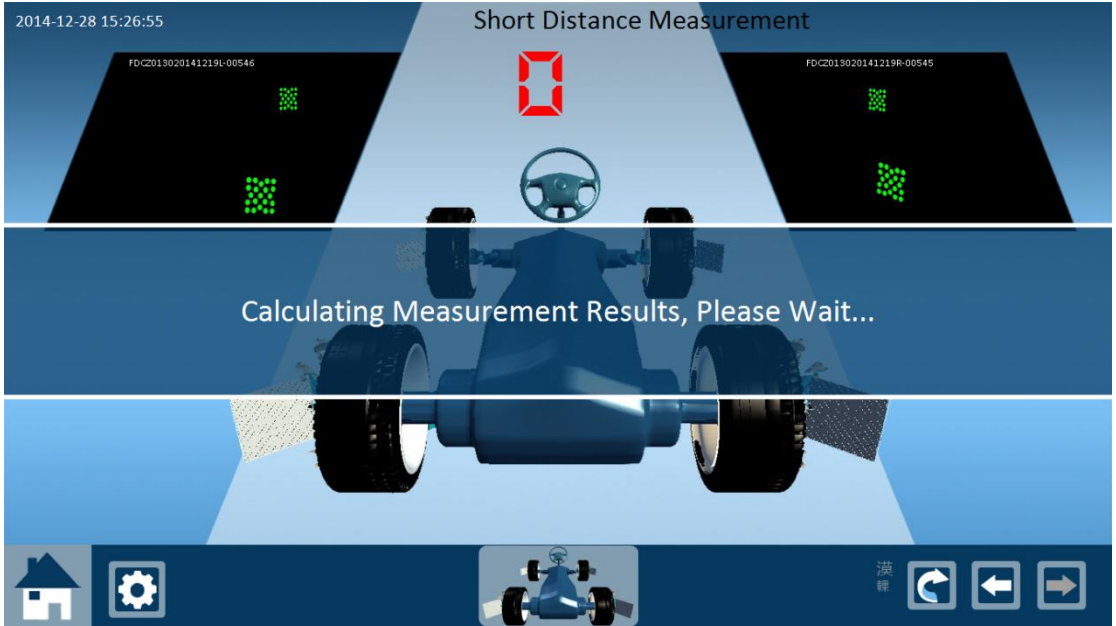 2014-12-28 15:26:55
Short Distance Measurement
FDCZ013020141219L-00546
0
FDCZ013020141219R-00545
Calculating Measurement Results, Please Wait...